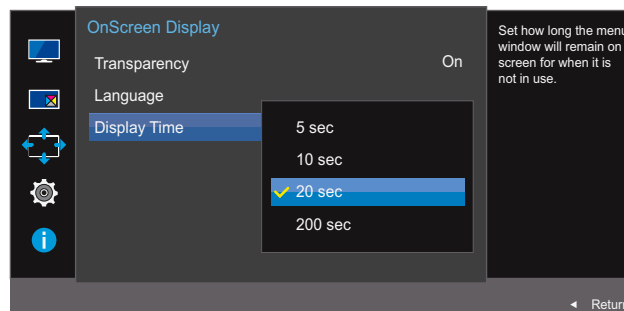 OnScreen Display
Transparency On
Language
Display Time
5 sec
10 sec
20 sec
200 sec
Set how long the menu
window will remain on
screen for when it is
not in use.
Return